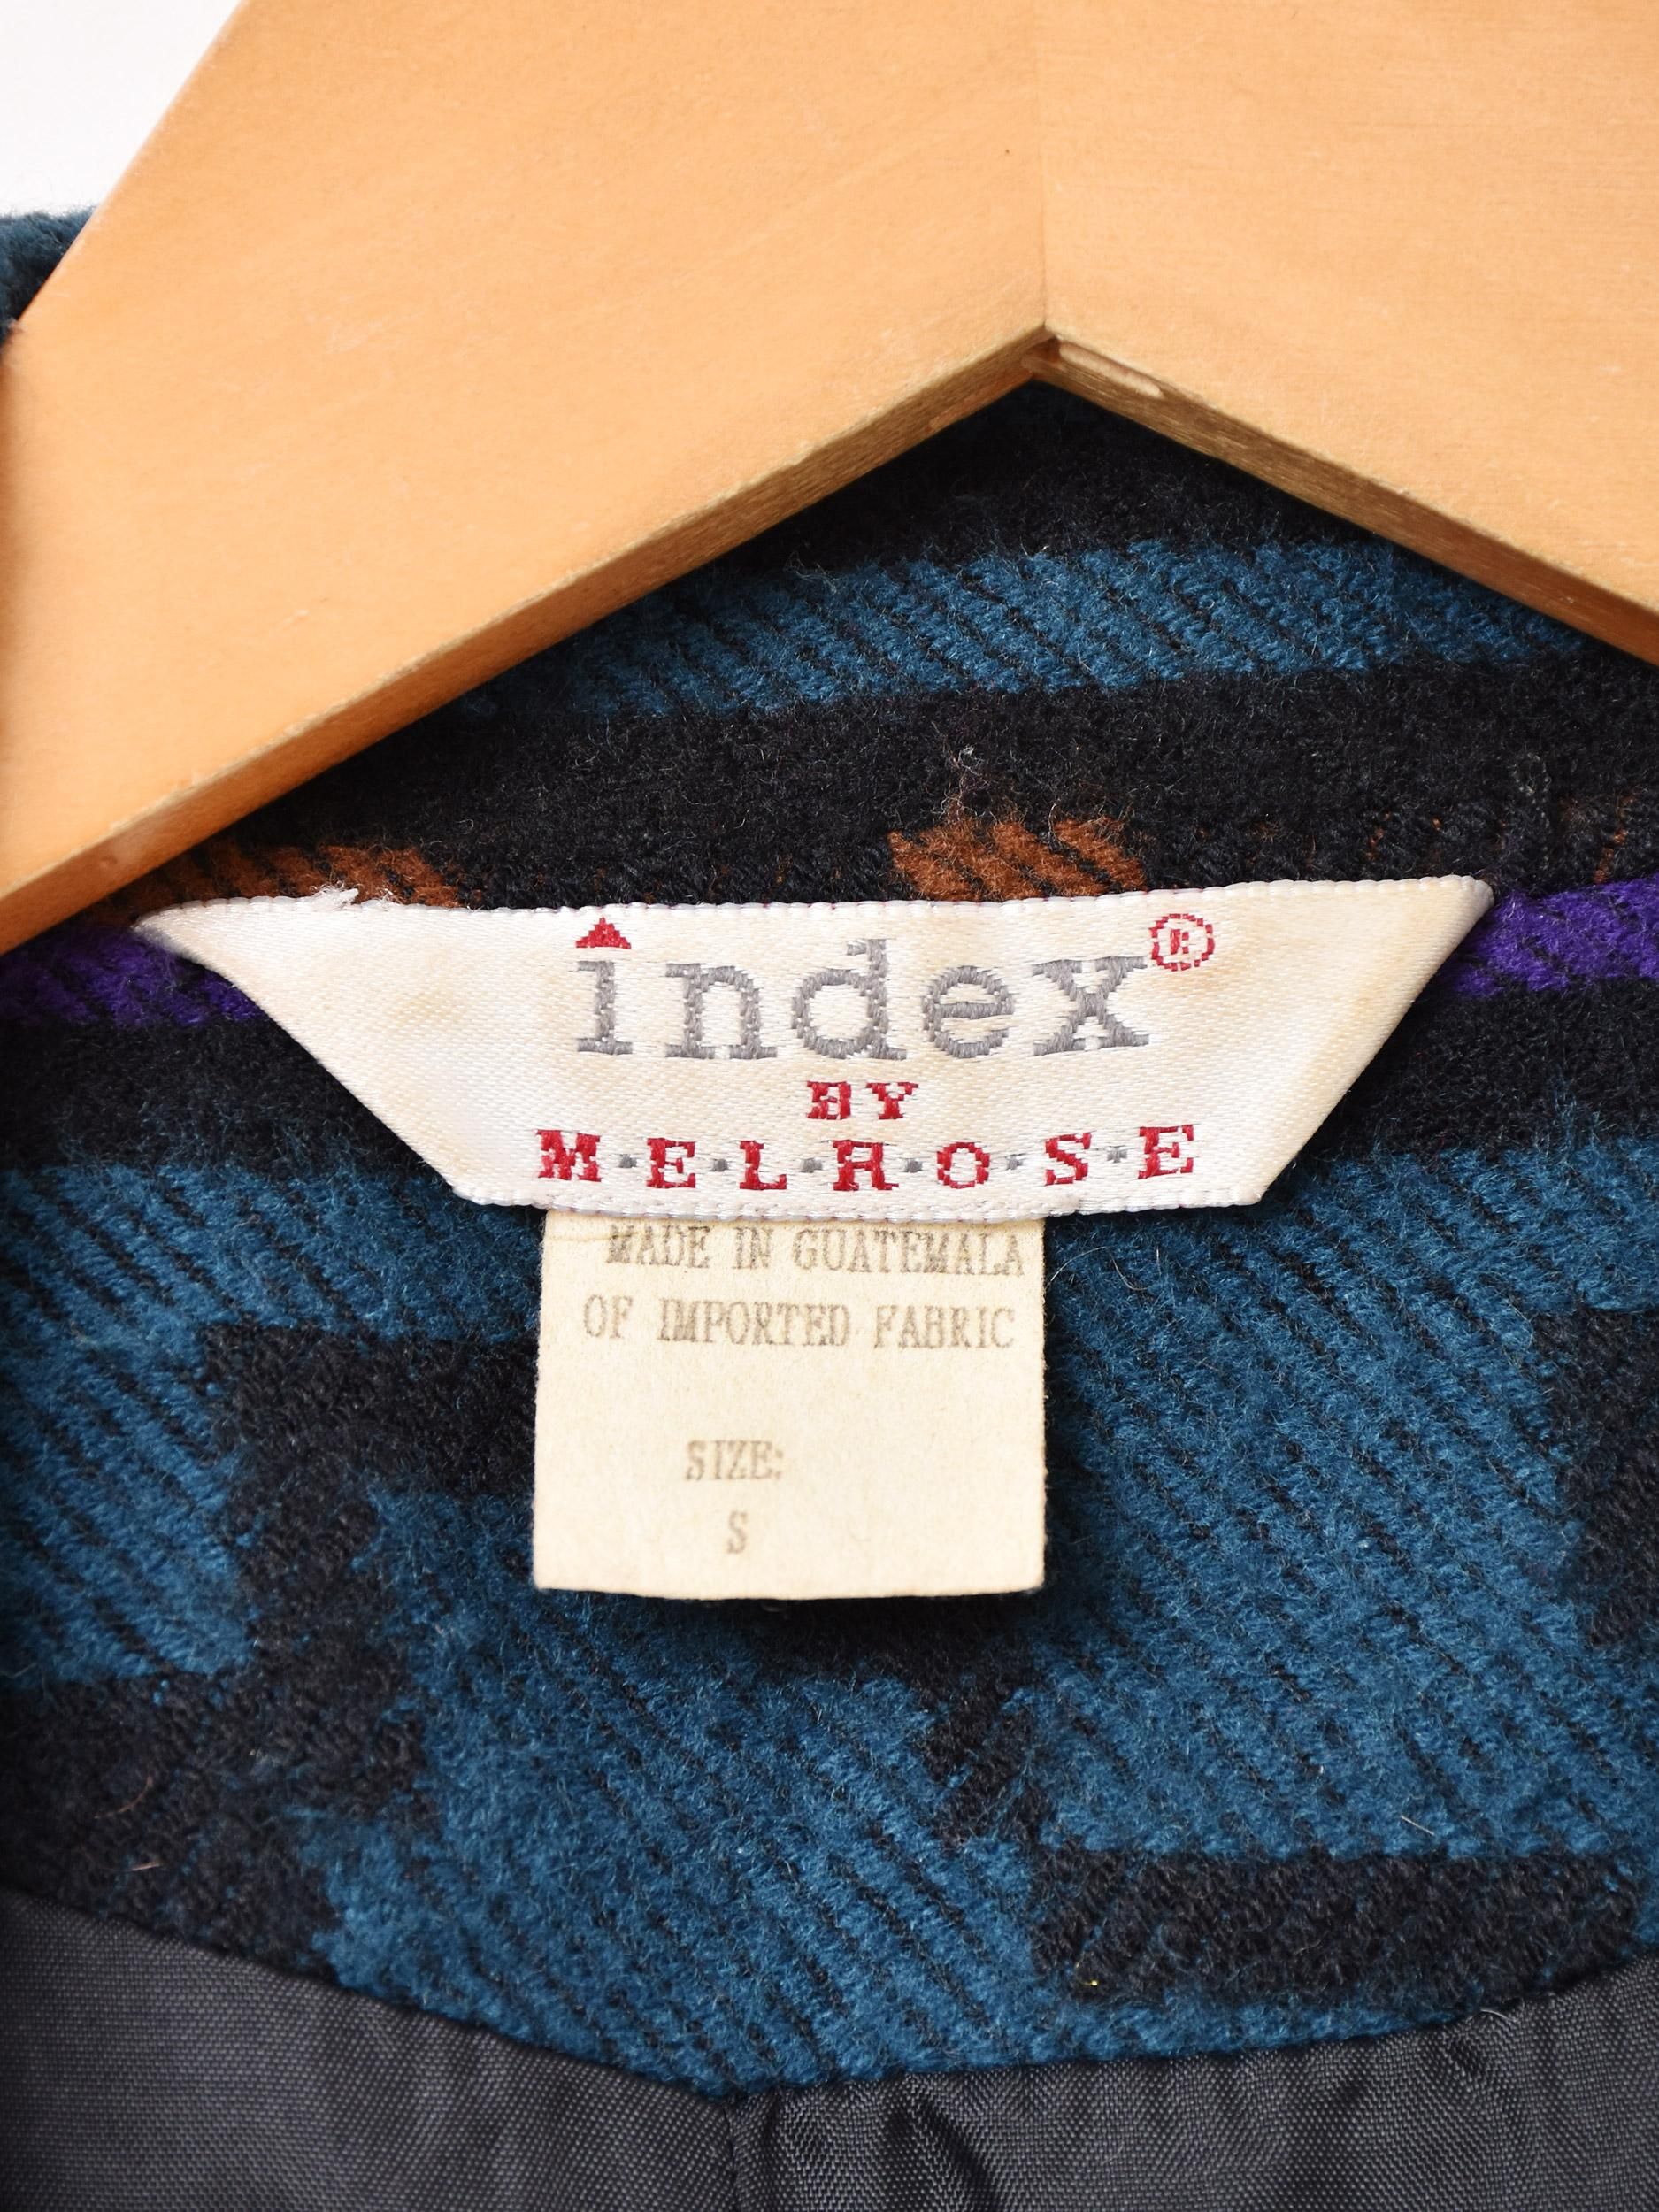 index®
BY
M·E·L·R·O·S·E
MADE IN GUATEMALA
OF IMPORTED FABRIC
SIZE:
S